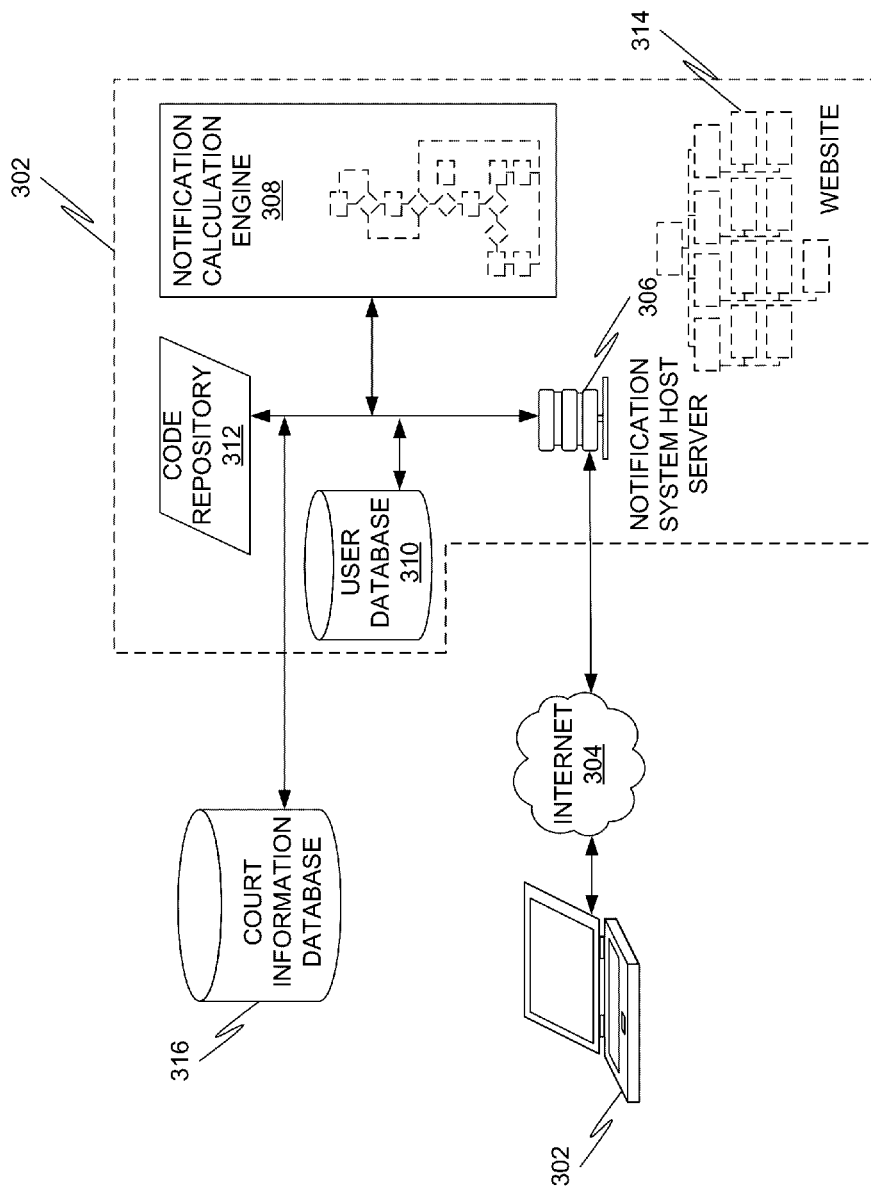 302
NOTIFICATION
CALCULATION
ENGINE
308
CODE
REPOSITORY
312
USER
DATABASE
310
COURT
INFORMATION
DATABASE
316
314
WEBSITE
306
NOTIFICATION
SYSTEM HOST
SERVER
INTERNET
304
302